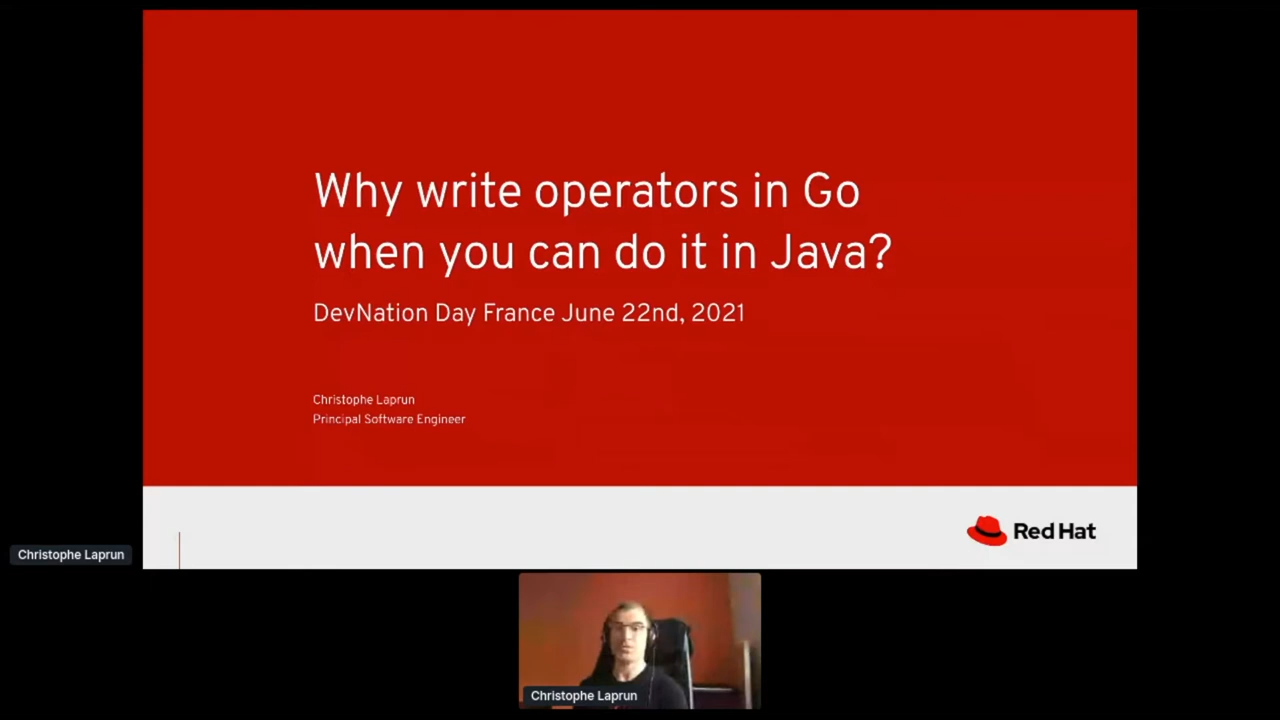 Why write operators in Go
when you can do it in Java?
DevNation Day France June 22nd, 2021
Christophe Laprun
Principal Software Engineer
Red Hat
Christophe Laprun
Christophe Laprun